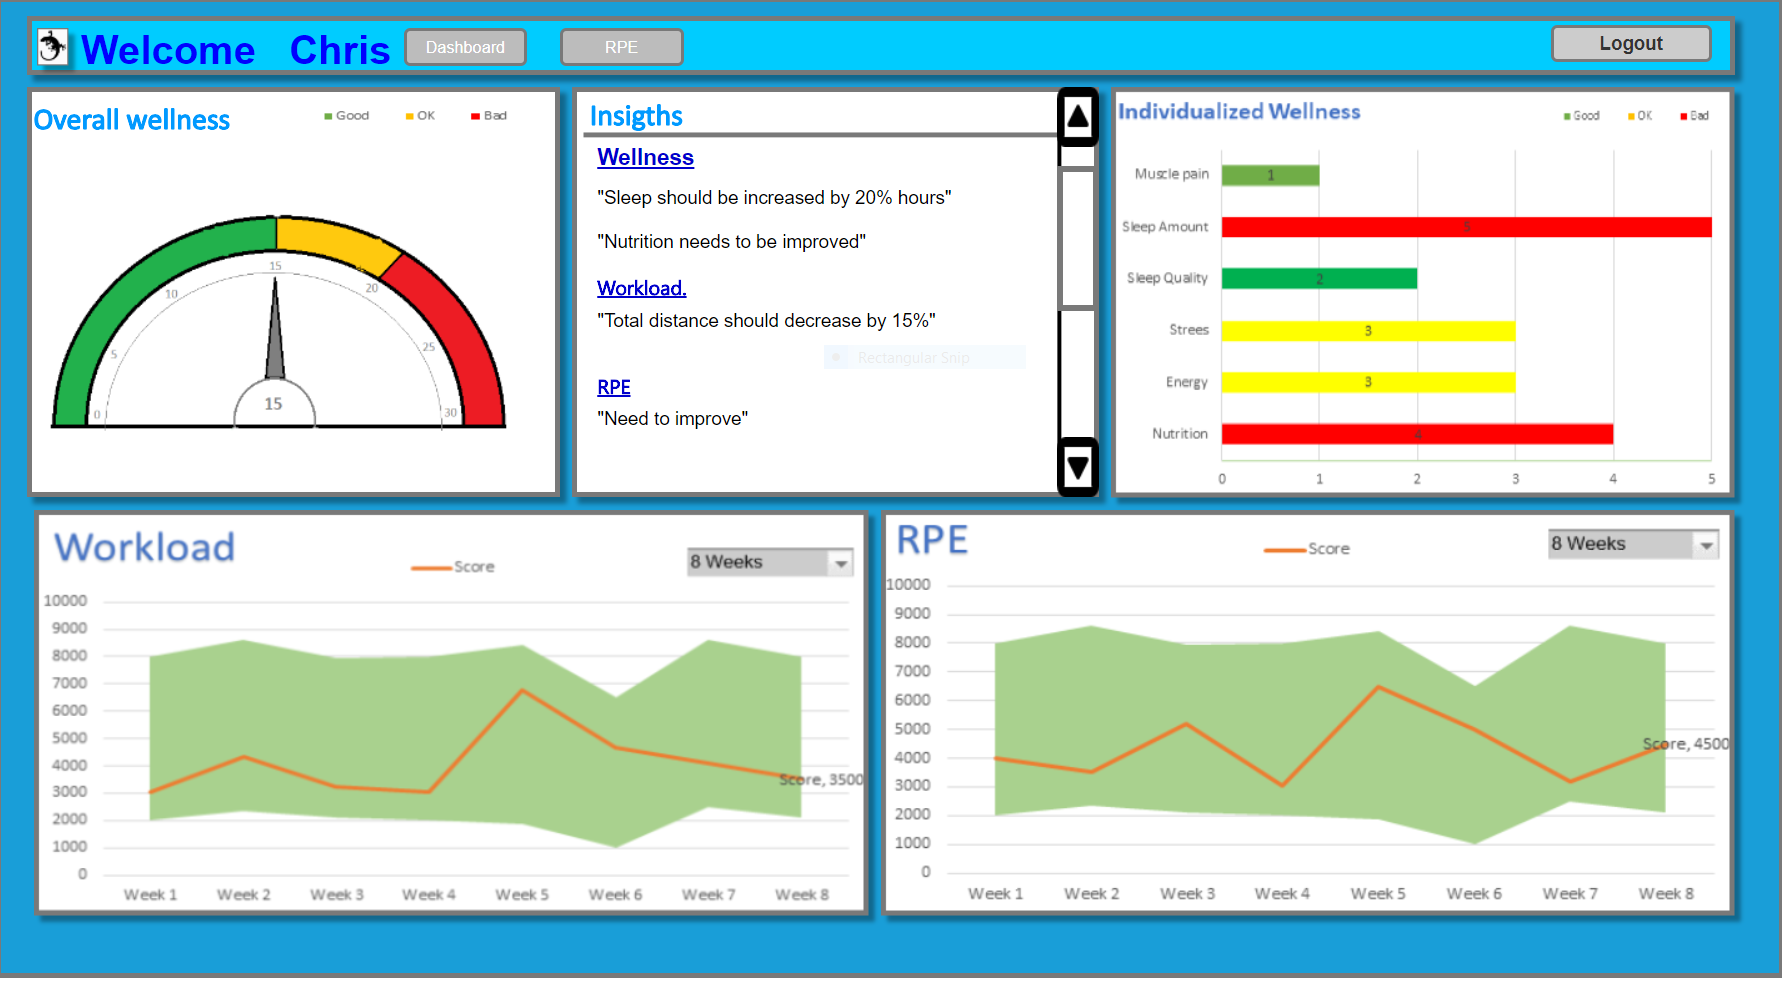 Welcome Chris
Dashboard
RPE
Logout
Overall wellness
Good OK Bad
0 5 10 15 20 25 30
15
Insigths
Wellness
"Sleep should be increased by 20% hours"
"Nutrition needs to be improved"
Workload.
"Total distance should decrease by 15%"
Rectangular Snip
RPE
"Need to improve"
Individualized Wellness
Good OK Bad
Muscle pain 1
Sleep Amount 5
Sleep Quality 2
Strees 3
Energy 3
Nutrition 4
0 1 2 3 4 5
Workload
Score
8 Weeks
10000
9000
8000
7000
6000
5000
4000
3000
2000
1000
0
Score, 3500
Week 1 Week 2 Week 3 Week 4 Week 5 Week 6 Week 7 Week 8
RPE
Score
8 Weeks
10000
9000
8000
7000
6000
5000
4000
3000
2000
1000
0
Score, 4500
Week 1 Week 2 Week 3 Week 4 Week 5 Week 6 Week 7 Week 8